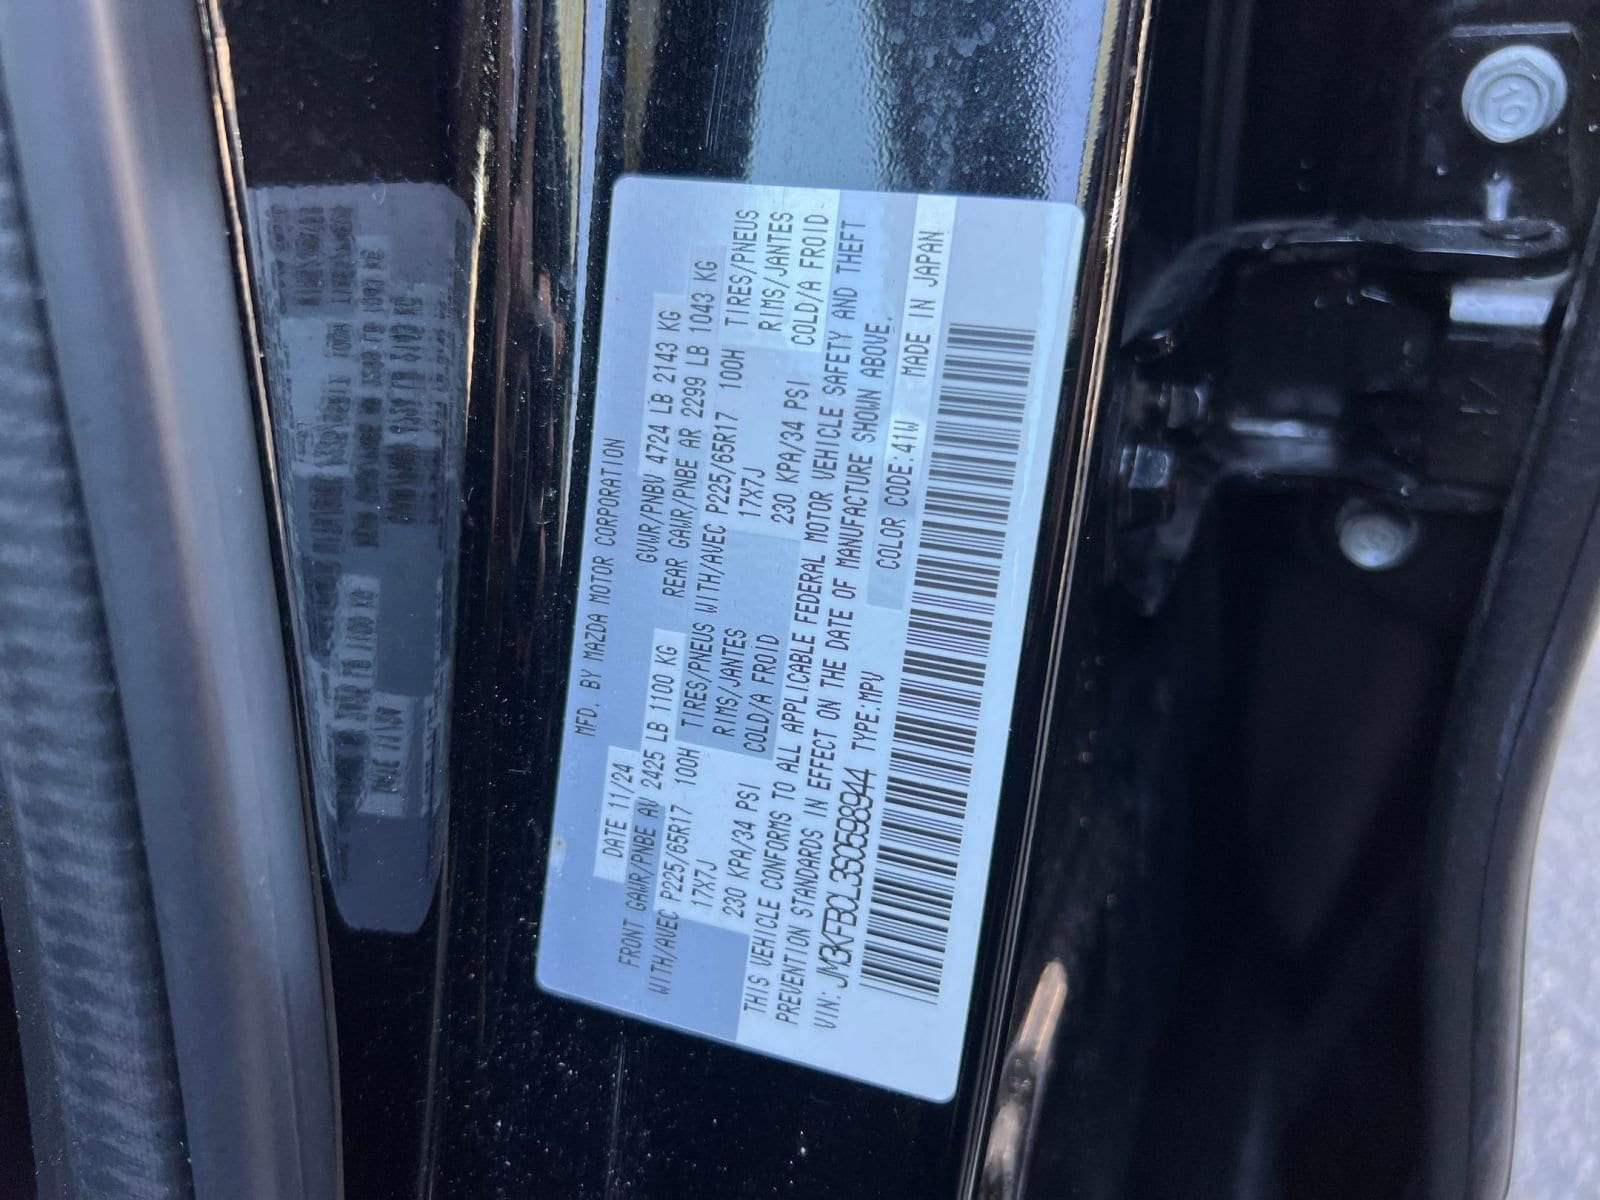 MFD. BY MAZDA MOTOR CORPORATION
DATE 11/24 GVWR/PNBV 4724 LB 2143 KG
FRONT GAWR/PNBE AV 2425 LB 1100 KG REAR GAWR/PNBE AR 2299 LB 1043 KG
WITH/AVEC P225/65R17 100H TIRES/PNEUS WITH/AVEC P225/65R17 100H TIRES/PNEUS
17X7J RIMS/JANTES 17X7J RIMS/JANTES
230 KPA/34 PSI COLD/A FROID 230 KPA/34 PSI COLD/A FROID
THIS VEHICLE CONFORMS TO ALL APPLICABLE FEDERAL MOTOR VEHICLE SAFETY AND THEFT
PREVENTION STANDARDS IN EFFECT ON THE DATE OF MANUFACTURE SHOWN ABOVE.
VIN: JM3KFBCL3S0598944 TYPE:MPV COLOR CODE:41W MADE IN JAPAN
10